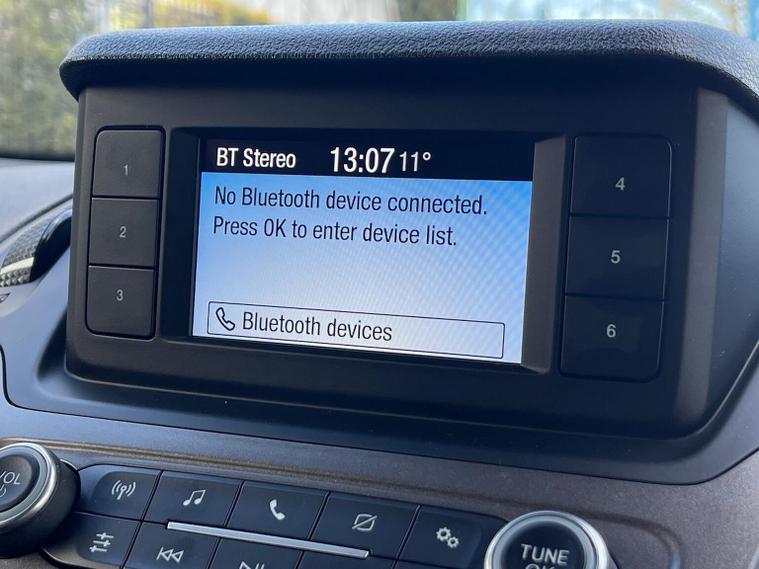 BT Stereo 13:07 11°
No Bluetooth device connected.
Press OK to enter device list.
Bluetooth devices
1
2
3
4
5
6
VOL
TUNE
OK